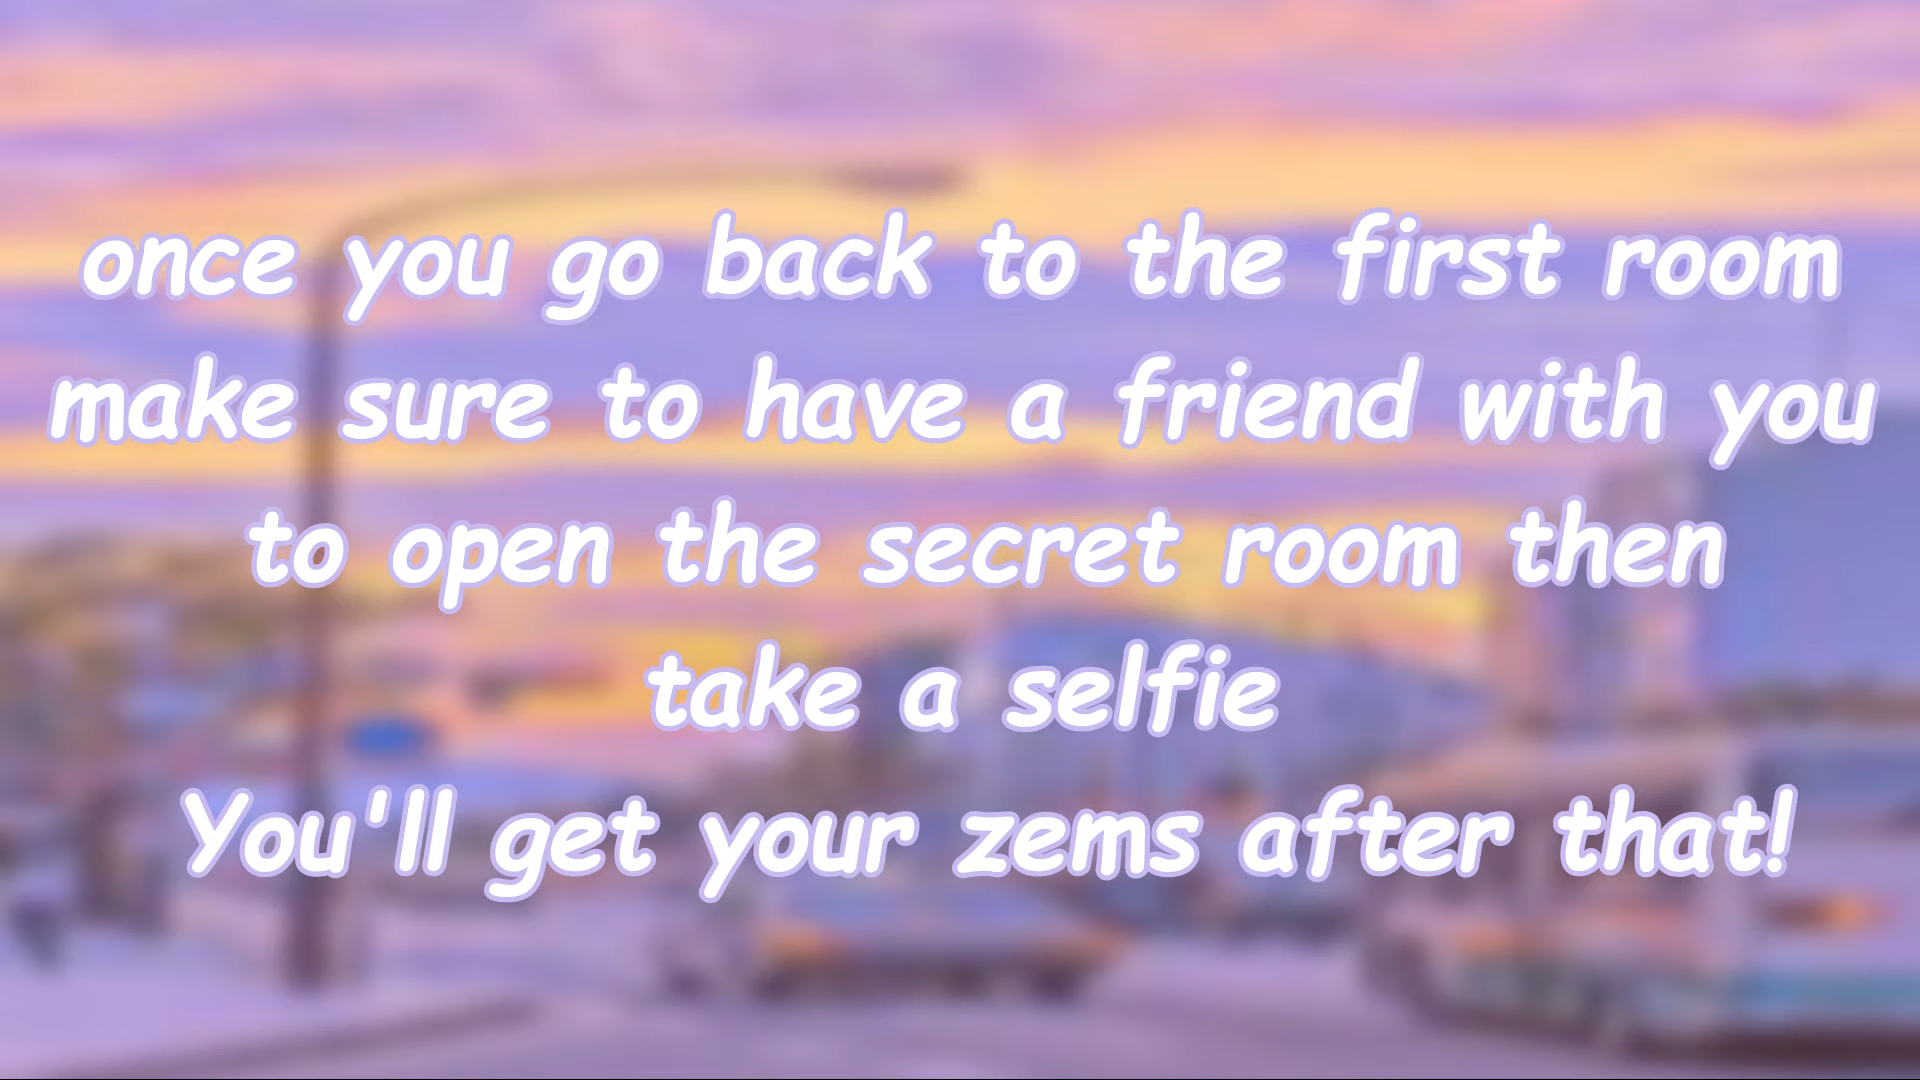 once you go back to the first room
make sure to have a friend with you
to open the secret room then
take a selfie
You'll get your zems after that!